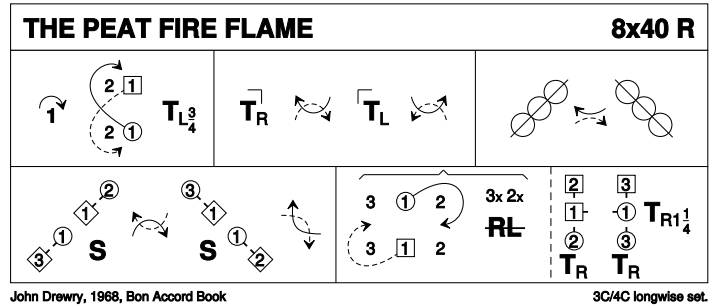 THE PEAT FIRE FLAME 8x40 R
1 2 1 2 1 TL3/4
TR TL
2 1 1 3 S 3 1 1 2 S
3 1 2 3x 2x
3 1 2 RL
2 3
1 1 TR1 1/4
2 3
TR TR
John Drewry, 1968, Bon Accord Book 3C/4C longwise set.